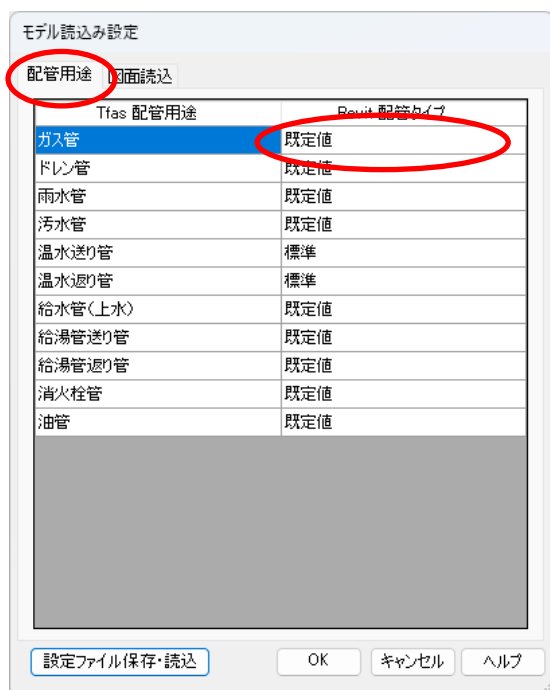 モデル読込み設定
配管用途 図面読込
Tfas 配管用途 Revit 配管タイプ
ガス管 既定値
ドレン管 既定値
雨水管 既定値
汚水管 既定値
温水送り管 標準
温水返り管 標準
給水管(上水) 既定値
給湯管送り管 既定値
給湯管返り管 既定値
消火栓管 既定値
油管 既定値
設定ファイル保存・読込 OK キャンセル ヘルプ